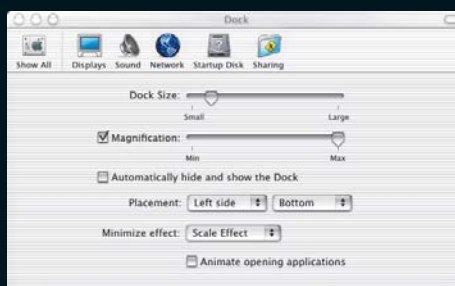 Dock
Show All Displays Sound Network Startup Disk Sharing
Dock Size:
Small Large
Magnification:
Min Max
Automatically hide and show the Dock
Placement: Left side Bottom
Minimize effect: Scale Effect
Animate opening applications